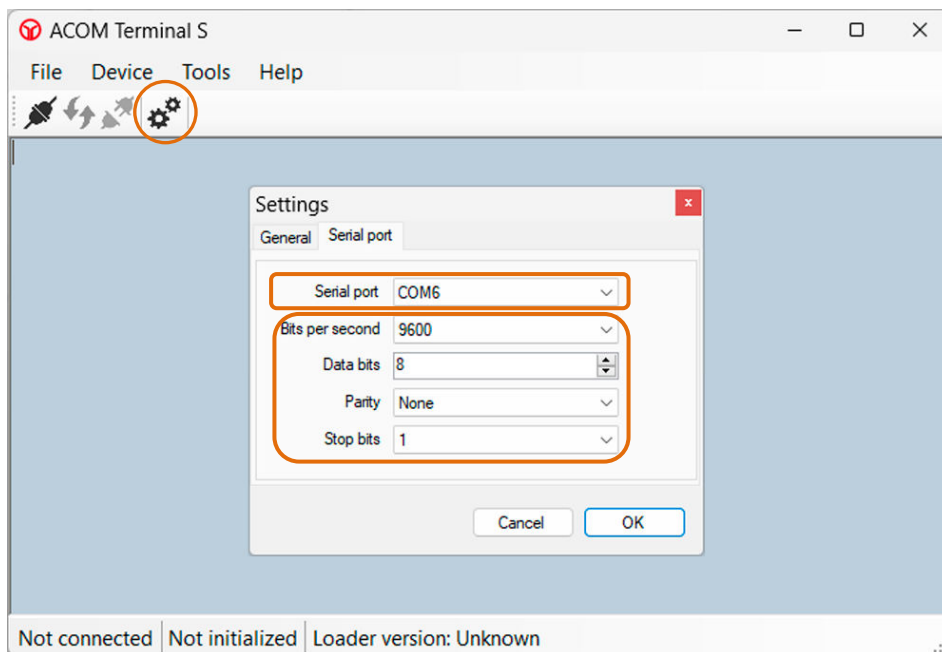 ACOM Terminal S
File Device Tools Help
Settings
General Serial port
Serial port COM6
Bits per second 9600
Data bits 8
Parity None
Stop bits 1
Cancel OK
Not connected Not initialized Loader version: Unknown